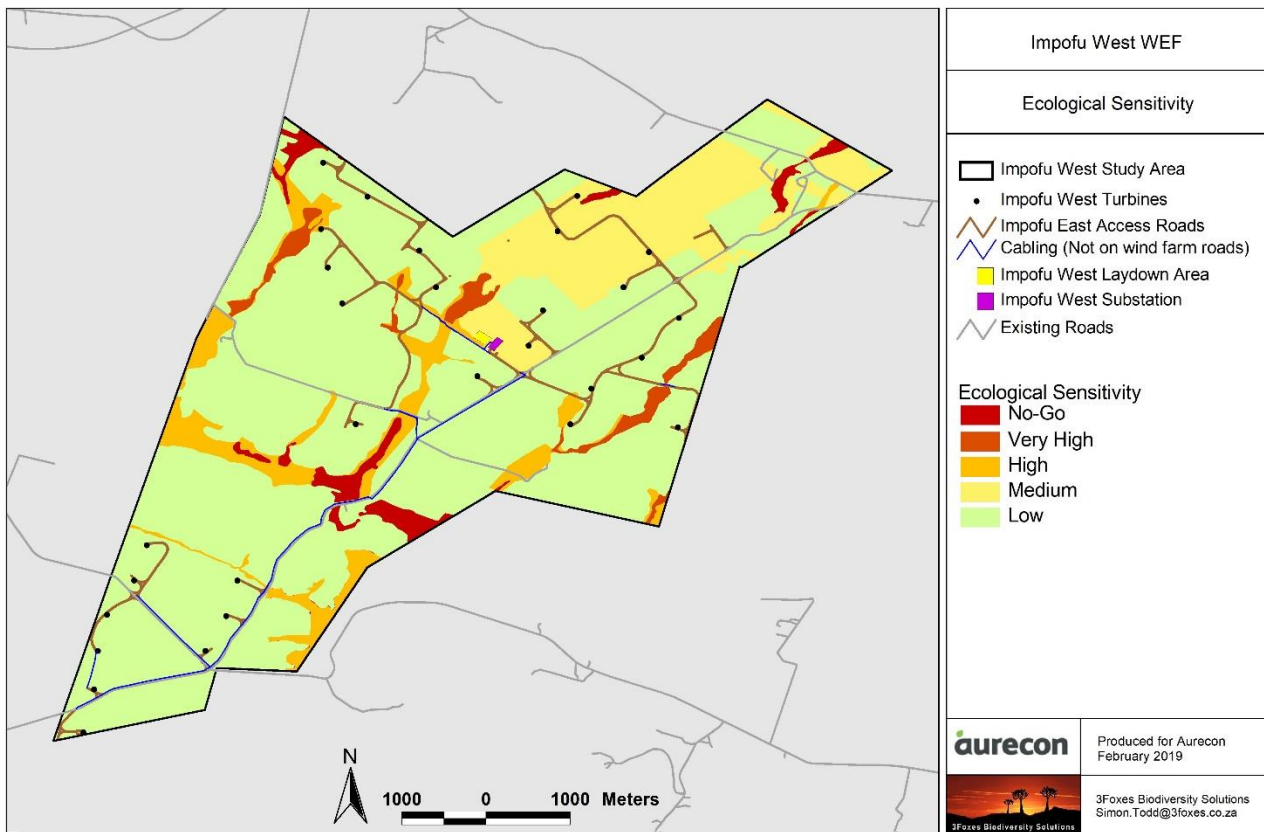 Impofu West WEF
Ecological Sensitivity
Impofu West Study Area
Impofu West Turbines
Impofu East Access Roads
Cabling (Not on wind farm roads)
Impofu West Laydown Area
Impofu West Substation
Existing Roads
Ecological Sensitivity
No-Go
Very High
High
Medium
Low
N
1000 0 1000 Meters
aurecon
Produced for Aurecon
February 2019
3Foxes Biodiversity Solutions
3Foxes Biodiversity Solutions
Simon.Todd@3foxes.co.za